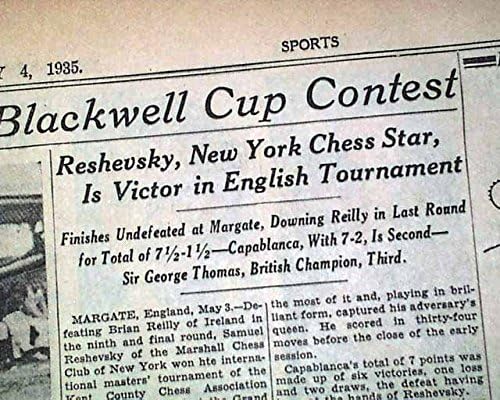 SPORTS
Y 4, 1935.
Blackwell Cup Contest
Reshevsky, New York Chess Star,
Is Victor in English Tournament
Finishes Undefeated at Margate, Downing Reilly in Last Round
for Total of 7½-1½—Capablanca, With 7-2, Is Second—
Sir George Thomas, British Champion, Third.
MARGATE, England, May 3.—De-
feating Brian Reilly of Ireland in
the ninth and final round, Samuel
Reshevsky of the Marshall Chess
Club of New York won hte interna-
tional masters' tournament of the
Kent County Chess Association
the Grand
the most of it and, playing in bril-
liant form, captured his adversary's
queen. He scored in thirty-four
moves before the close of the early
session.
Capablanca's total of 7 points was
made up of six victories, one loss
and two draws, the defeat having
the hands of Reshevsky.